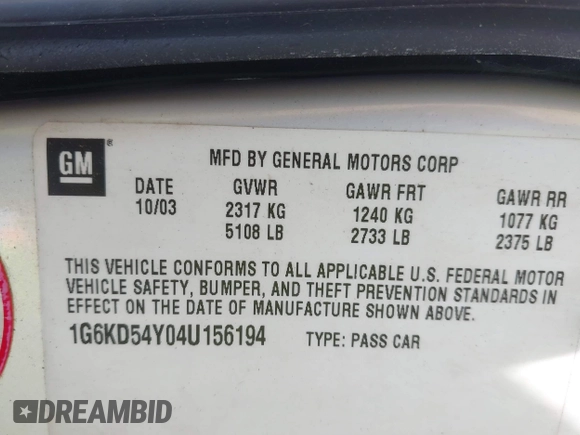 GM®
MFD BY GENERAL MOTORS CORP
DATE GVWR GAWR FRT GAWR RR
10/03 2317 KG 1240 KG 1077 KG
5108 LB 2733 LB 2375 LB
THIS VEHICLE CONFORMS TO ALL APPLICABLE U.S. FEDERAL MOTOR
VEHICLE SAFETY, BUMPER, AND THEFT PREVENTION STANDARDS IN
EFFECT ON THE DATE OF MANUFACTURE SHOWN ABOVE.
1G6KD54Y04U156194 TYPE: PASS CAR
DREAMBID